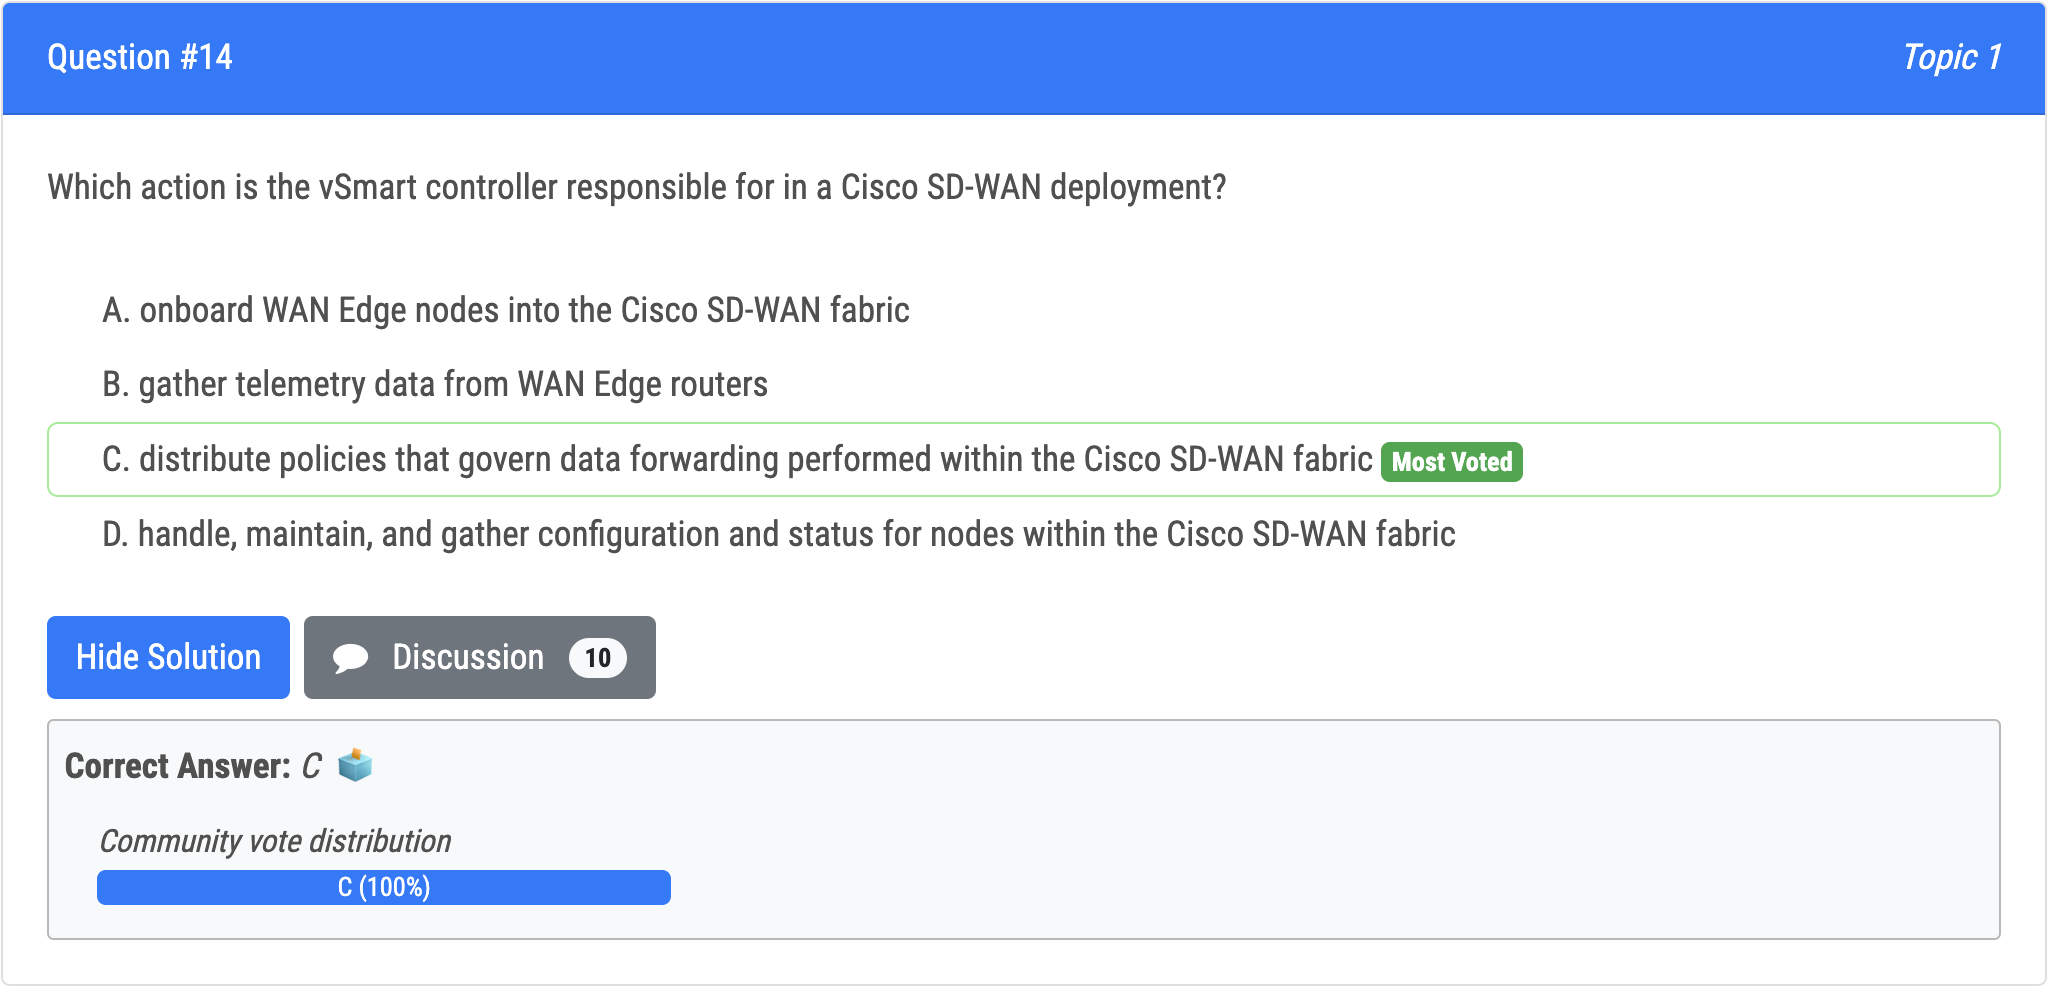 Question #14
Topic 1
Which action is the vSmart controller responsible for in a Cisco SD-WAN deployment?
A. onboard WAN Edge nodes into the Cisco SD-WAN fabric
B. gather telemetry data from WAN Edge routers
C. distribute policies that govern data forwarding performed within the Cisco SD-WAN fabric Most Voted
D. handle, maintain, and gather configuration and status for nodes within the Cisco SD-WAN fabric
Hide Solution
Discussion 10
Correct Answer: C
Community vote distribution
C (100%)